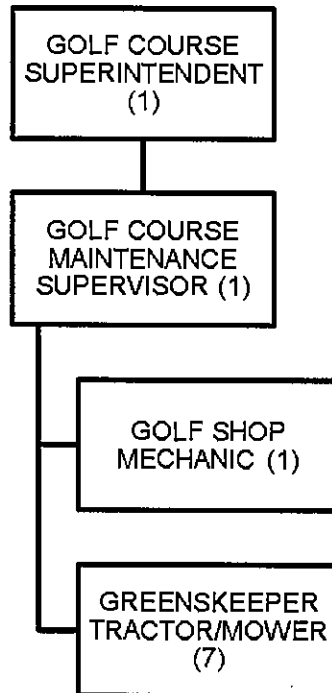 GOLF COURSE
SUPERINTENDENT
(1)
GOLF COURSE
MAINTENANCE
SUPERVISOR (1)
GOLF SHOP
MECHANIC (1)
GREENSKEEPER
TRACTOR/MOWER
(7)